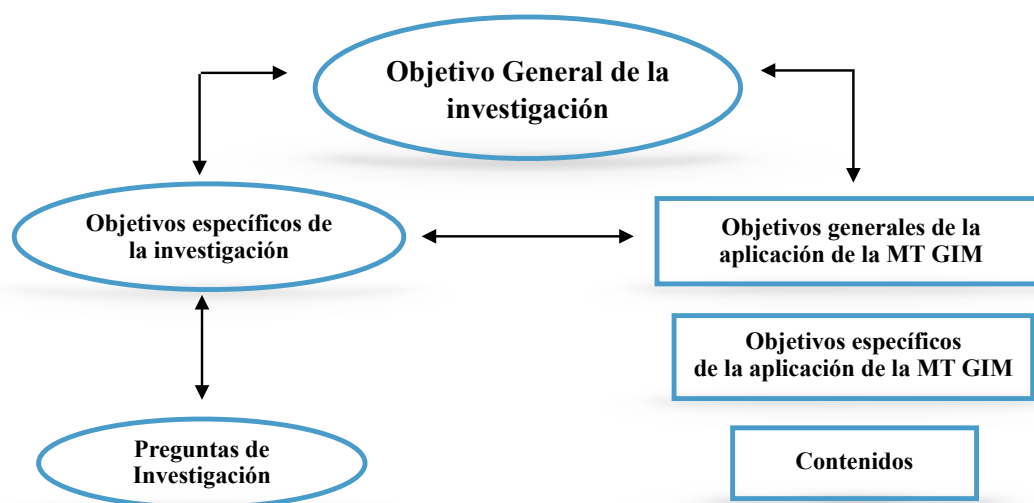 Objetivo General de la
investigación
Objetivos específicos de
la investigación
Objetivos generales de la
aplicación de la MT GIM
Objetivos específicos
de la aplicación de la MT GIM
Preguntas de
Investigación
Contenidos